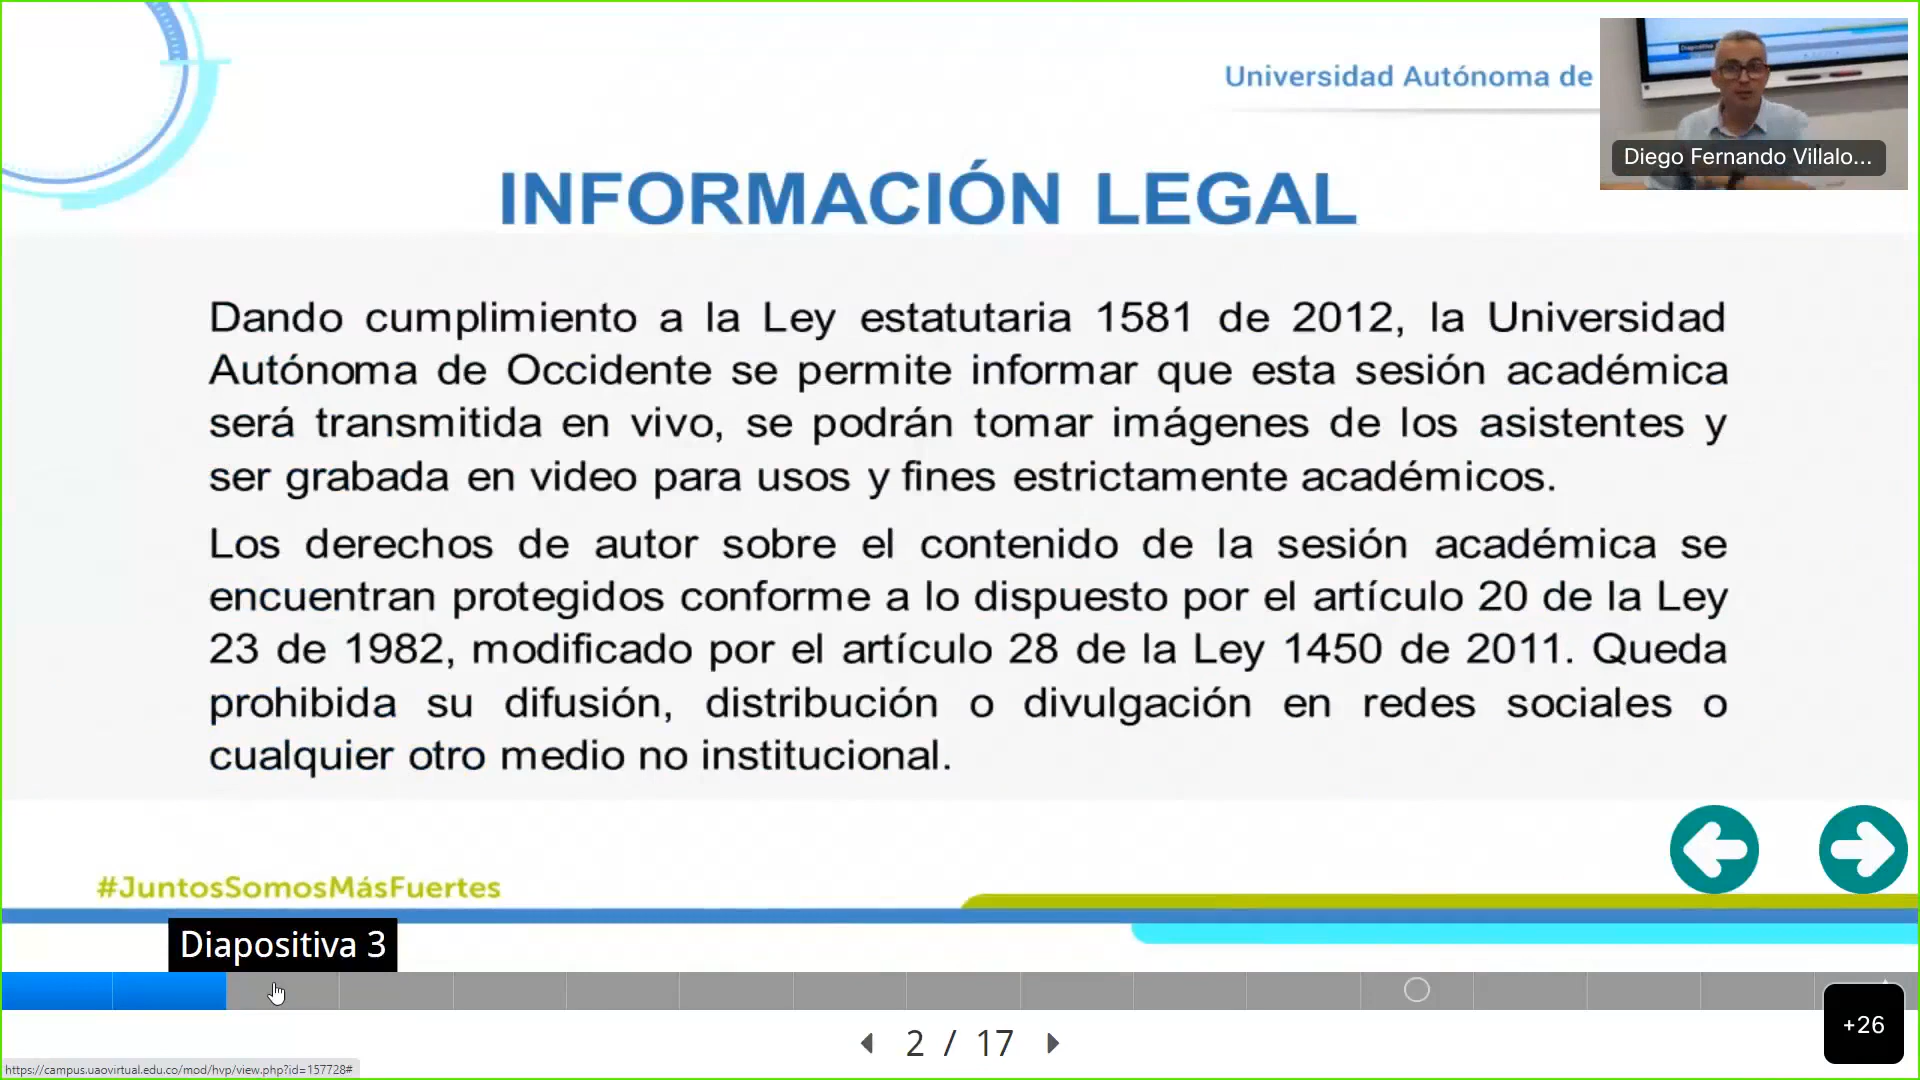 Universidad Autónoma de
Diego Fernando Villalo...
INFORMACIÓN LEGAL
Dando cumplimiento a la Ley estatutaria 1581 de 2012, la Universidad
Autónoma de Occidente se permite informar que esta sesión académica
será transmitida en vivo, se podrán tomar imágenes de los asistentes y
ser grabada en video para usos y fines estrictamente académicos.
Los derechos de autor sobre el contenido de la sesión académica se
encuentran protegidos conforme a lo dispuesto por el artículo 20 de la Ley
23 de 1982, modificado por el artículo 28 de la Ley 1450 de 2011. Queda
prohibida su difusión, distribución o divulgación en redes sociales o
cualquier otro medio no institucional.
#JuntosSomosMásFuertes
Diapositiva 3
+26
2 / 17
https://campus.uaovirtual.edu.co/mod/hvp/view.php?id=157728#